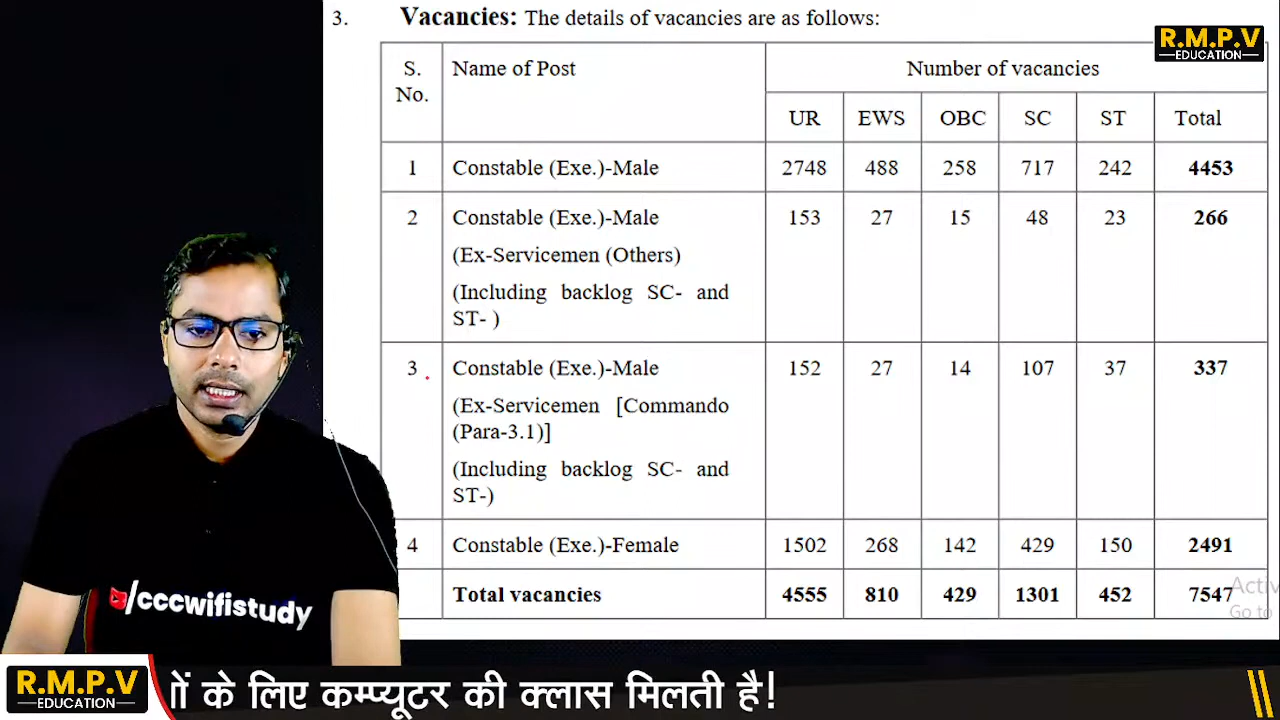 3. Vacancies: The details of vacancies are as follows:
R.M.P.V
EDUCATION
S. No. Name of Post Number of vacancies
UR EWS OBC SC ST Total
1 Constable (Exe.)-Male 2748 488 258 717 242 4453
2 Constable (Exe.)-Male 153 27 15 48 23 266
(Ex-Servicemen (Others)
(Including backlog SC- and
ST- )
3 Constable (Exe.)-Male 152 27 14 107 37 337
(Ex-Servicemen [Commando
(Para-3.1)]
(Including backlog SC- and
ST-)
4 Constable (Exe.)-Female 1502 268 142 429 150 2491
Total vacancies 4555 810 429 1301 452 7547
Activ
Go to
/cccwifistudy
R.M.P.V
EDUCATION
ों के लिए कम्प्यूटर की क्लास मिलती है!